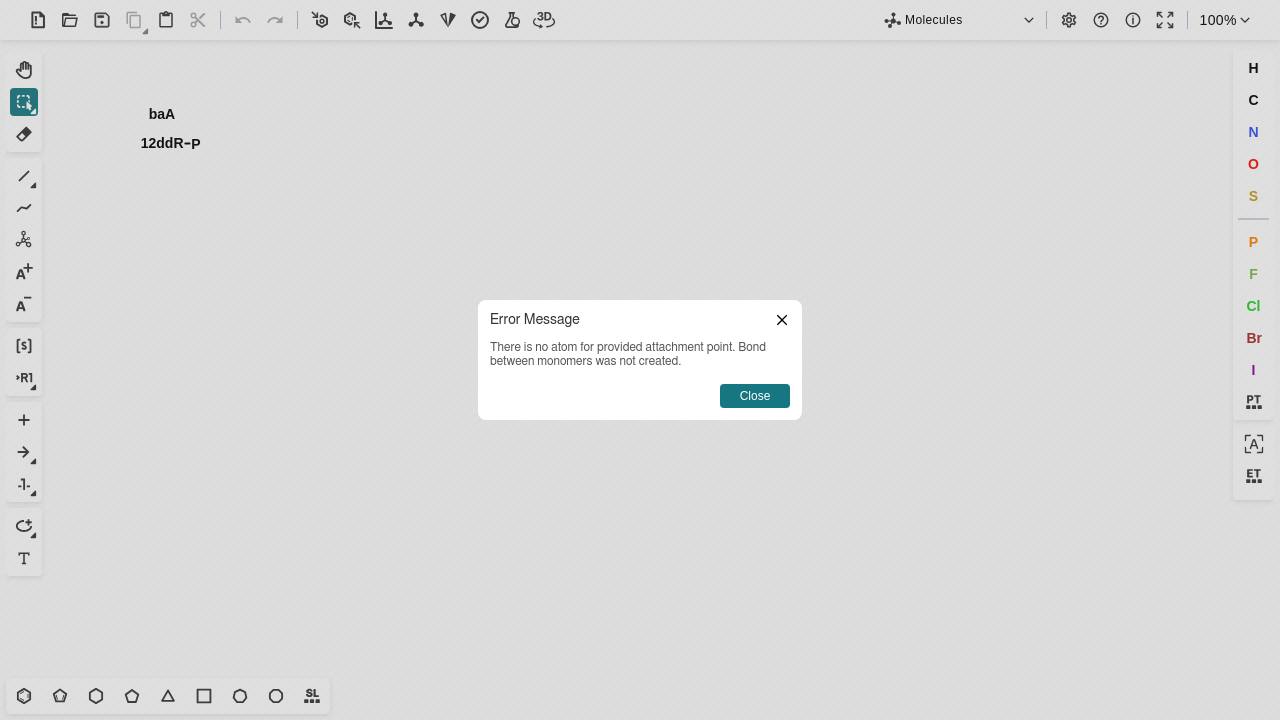 3D
Molecules
100%
baA
12ddR-P
A+
A-
[s]
R1
T
H
C
N
O
S
P
F
Cl
Br
I
PT
A
ET
Error Message
There is no atom for provided attachment point. Bond
between monomers was not created.
Close
SL